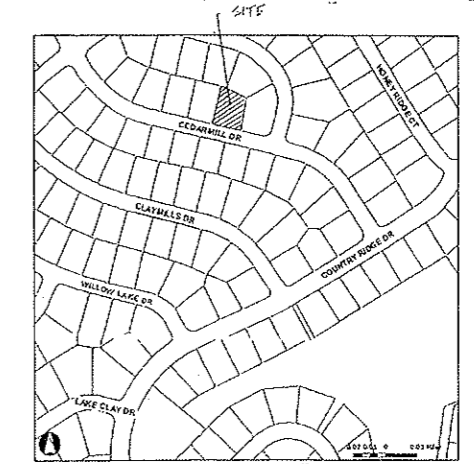 SITE
HONEY RIDGE CT
CEDARMILL DR
CLAYMILLS DR
COUNTRY RIDGE DR
WILLOW LAKE DR
LAKE CLAY DR